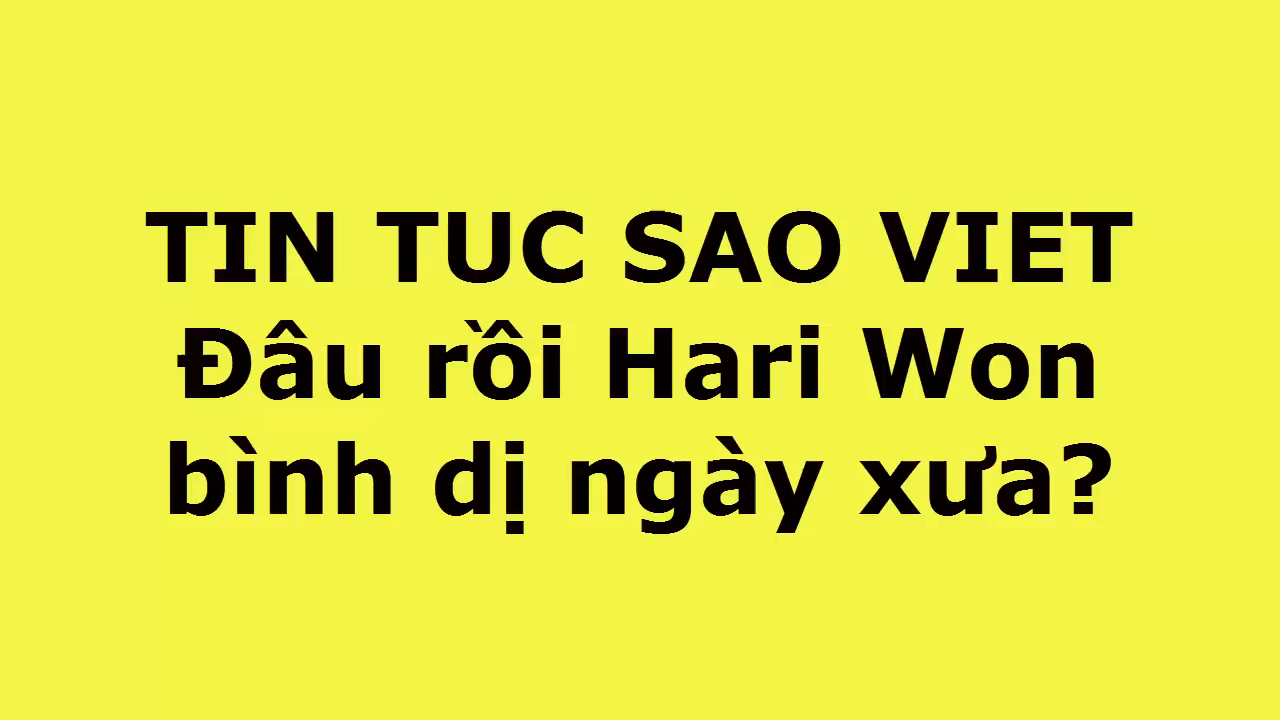 TIN TUC SAO VIET
Đâu rồi Hari Won
bình dị ngày xưa?